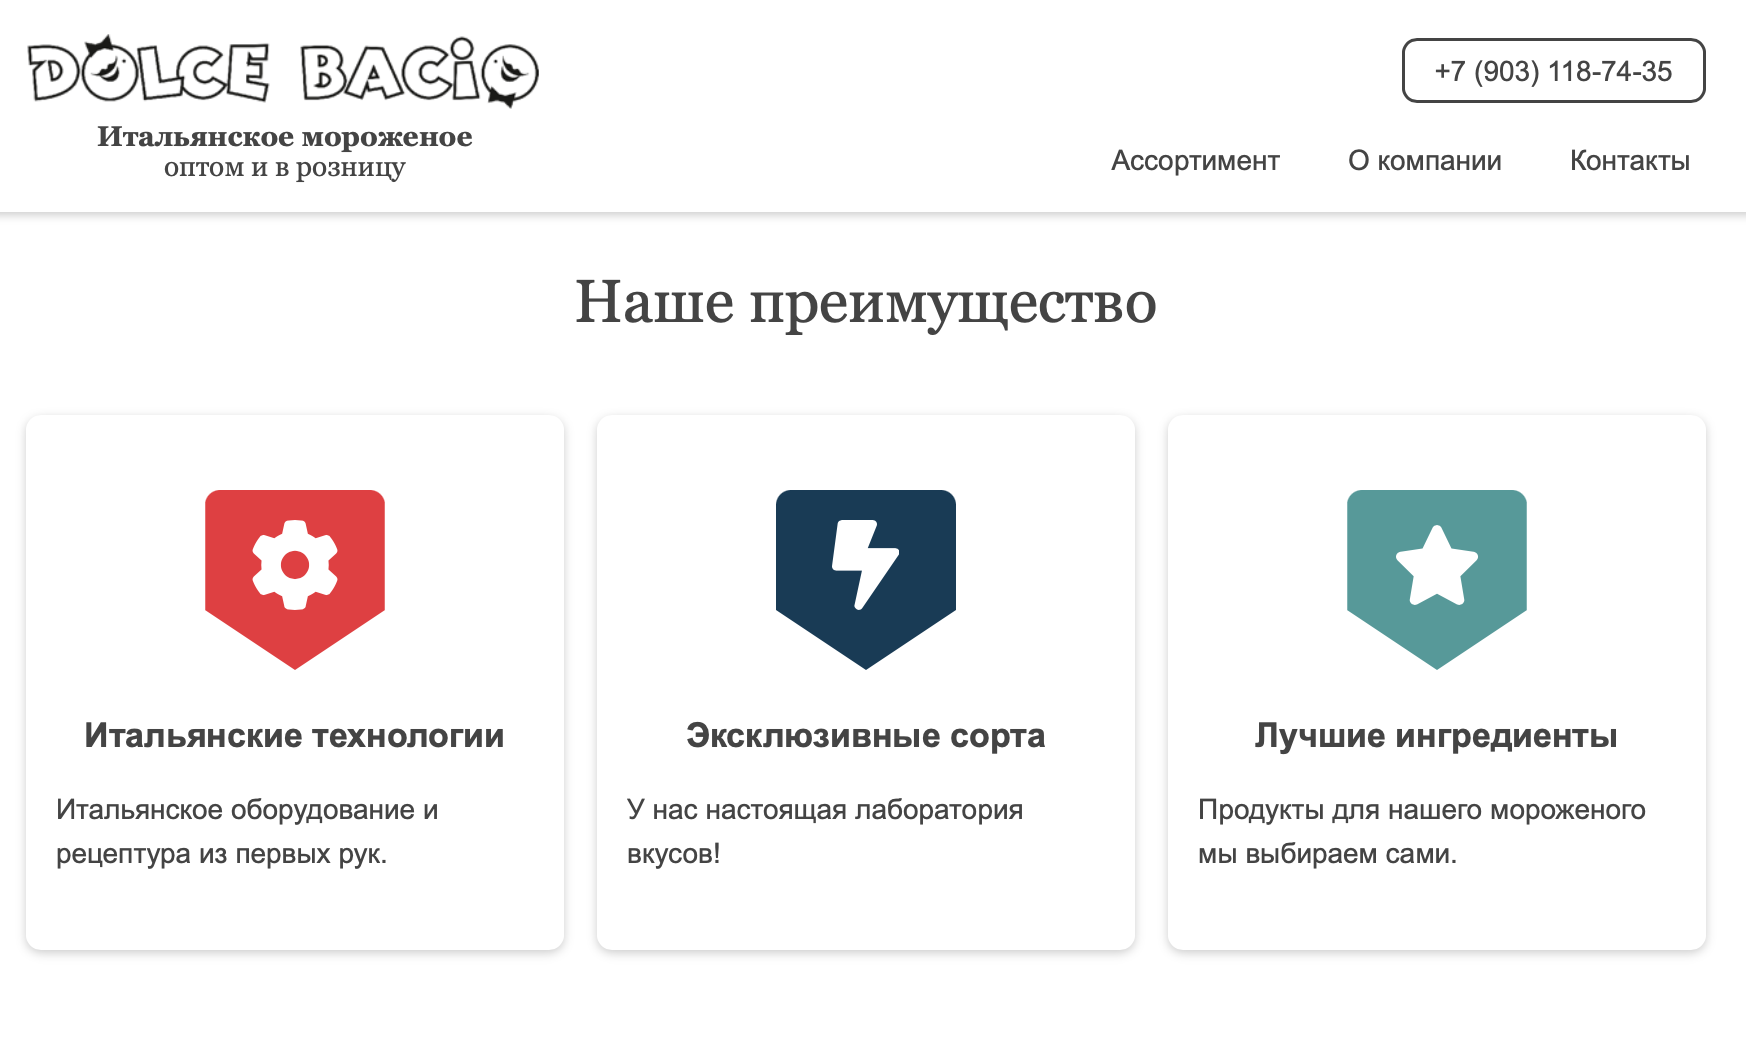 DOLCE BACIO
Итальянское мороженое
оптом и в розницу
+7 (903) 118-74-35
Ассортимент
О компании
Контакты
Наше преимущество
Итальянские технологии
Итальянское оборудование и
рецептура из первых рук.
Эксклюзивные сорта
У нас настоящая лаборатория
вкусов!
Лучшие ингредиенты
Продукты для нашего мороженого
мы выбираем сами.